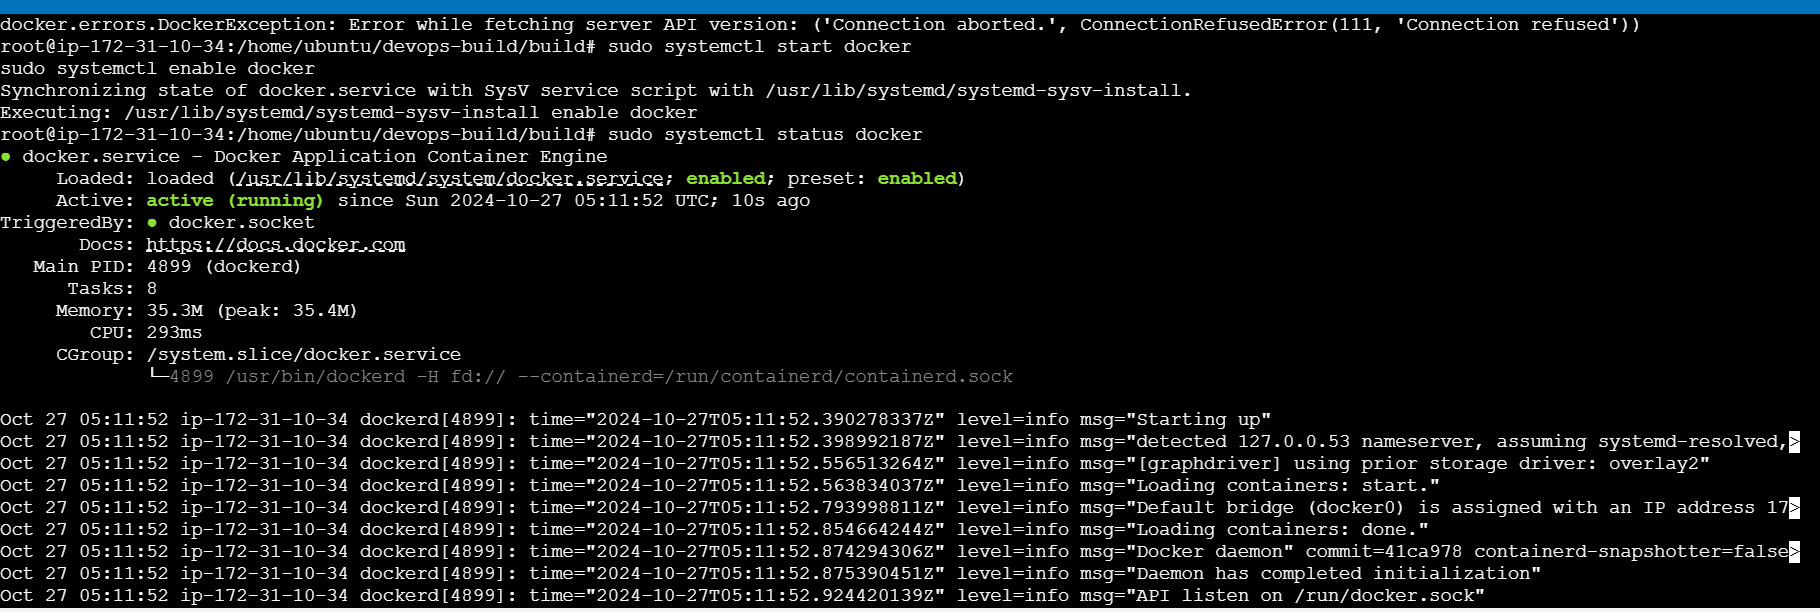 docker.errors.DockerException: Error while fetching server API version: ('Connection aborted.', ConnectionRefusedError(111, 'Connection refused'))
root@ip-172-31-10-34:/home/ubuntu/devops-build/build# sudo systemctl start docker
sudo systemctl enable docker
Synchronizing state of docker.service with SysV service script with /usr/lib/systemd/systemd-sysv-install.
Executing: /usr/lib/systemd/systemd-sysv-install enable docker
root@ip-172-31-10-34:/home/ubuntu/devops-build/build# sudo systemctl status docker
● docker.service - Docker Application Container Engine
Loaded: loaded (/usr/lib/systemd/system/docker.service; enabled; preset: enabled)
Active: active (running) since Sun 2024-10-27 05:11:52 UTC; 10s ago
TriggeredBy: ● docker.socket
Docs: https://docs.docker.com
Main PID: 4899 (dockerd)
Tasks: 8
Memory: 35.3M (peak: 35.4M)
CPU: 293ms
CGroup: /system.slice/docker.service
└─4899 /usr/bin/dockerd -H fd:// --containerd=/run/containerd/containerd.sock
Oct 27 05:11:52 ip-172-31-10-34 dockerd[4899]: time="2024-10-27T05:11:52.390278337Z" level=info msg="Starting up"
Oct 27 05:11:52 ip-172-31-10-34 dockerd[4899]: time="2024-10-27T05:11:52.398992187Z" level=info msg="detected 127.0.0.53 nameserver, assuming systemd-resolved,>
Oct 27 05:11:52 ip-172-31-10-34 dockerd[4899]: time="2024-10-27T05:11:52.556513264Z" level=info msg="[graphdriver] using prior storage driver: overlay2"
Oct 27 05:11:52 ip-172-31-10-34 dockerd[4899]: time="2024-10-27T05:11:52.563834037Z" level=info msg="Loading containers: start."
Oct 27 05:11:52 ip-172-31-10-34 dockerd[4899]: time="2024-10-27T05:11:52.793998811Z" level=info msg="Default bridge (docker0) is assigned with an IP address 17>
Oct 27 05:11:52 ip-172-31-10-34 dockerd[4899]: time="2024-10-27T05:11:52.854664244Z" level=info msg="Loading containers: done."
Oct 27 05:11:52 ip-172-31-10-34 dockerd[4899]: time="2024-10-27T05:11:52.874294306Z" level=info msg="Docker daemon" commit=41ca978 containerd-snapshotter=false>
Oct 27 05:11:52 ip-172-31-10-34 dockerd[4899]: time="2024-10-27T05:11:52.875390451Z" level=info msg="Daemon has completed initialization"
Oct 27 05:11:52 ip-172-31-10-34 dockerd[4899]: time="2024-10-27T05:11:52.924420139Z" level=info msg="API listen on /run/docker.sock"